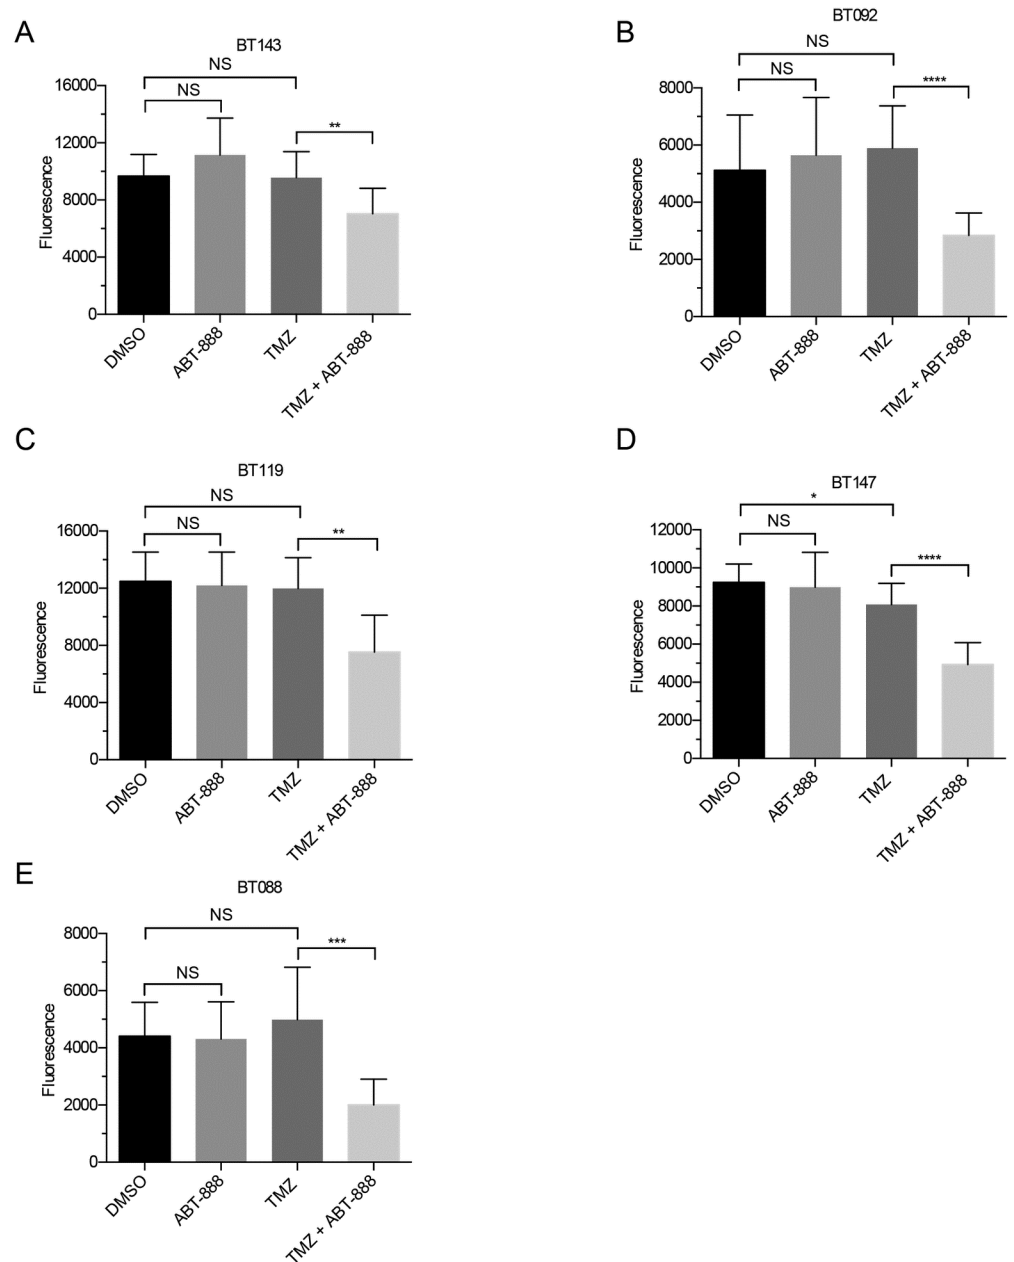 A
BT143
NS
NS
**
16000
12000
8000
4000
0
Fluorescence
DMSO
ABT-888
TMZ
TMZ + ABT-888
B
BT092
NS
NS
****
8000
6000
4000
2000
0
Fluorescence
DMSO
ABT-888
TMZ
TMZ + ABT-888
C
BT119
NS
NS
**
16000
12000
8000
4000
0
Fluorescence
DMSO
ABT-888
TMZ
TMZ + ABT-888
D
BT147
*
NS
****
12000
10000
8000
6000
4000
2000
0
Fluorescence
DMSO
ABT-888
TMZ
TMZ + ABT-888
E
BT088
NS
***
NS
8000
6000
4000
2000
0
Fluorescence
DMSO
ABT-888
TMZ
TMZ + ABT-888